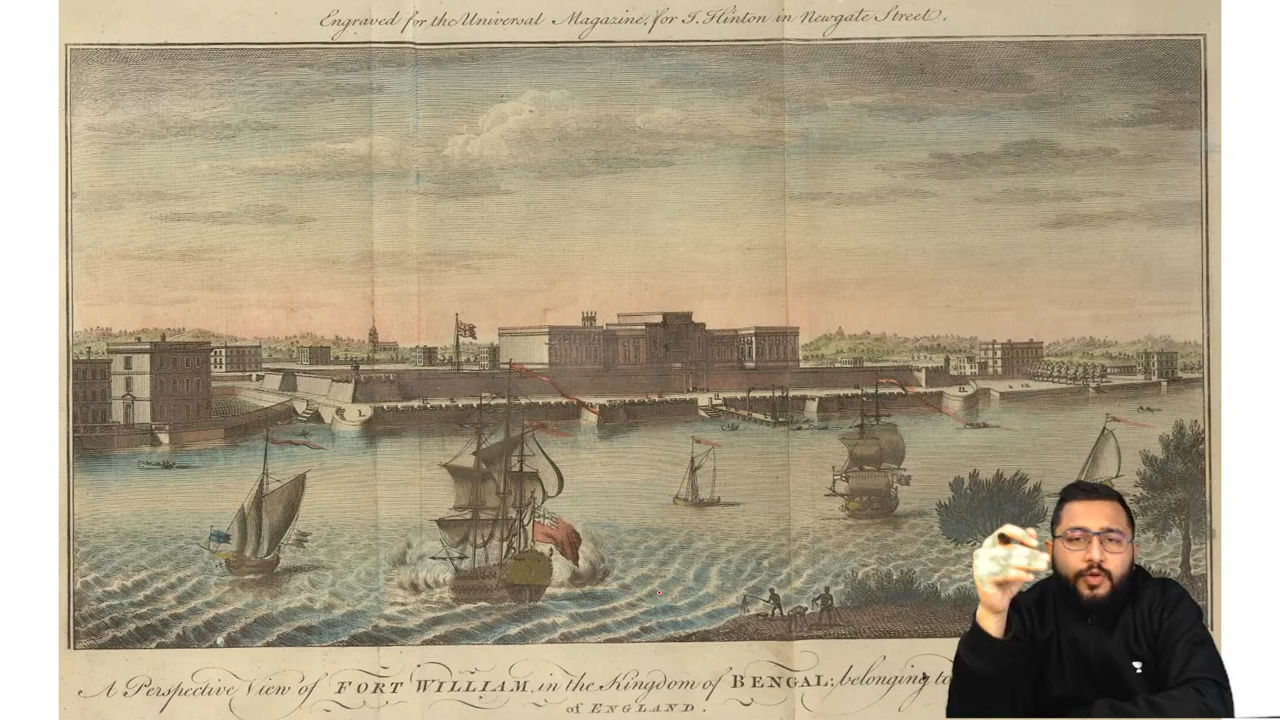 Engraved for the Universal Magazine, for J. Hinton in Newgate Street.
A Perspective View of FORT WILLIAM in the Kingdom of BENGAL; belonging to
of ENGLAND.